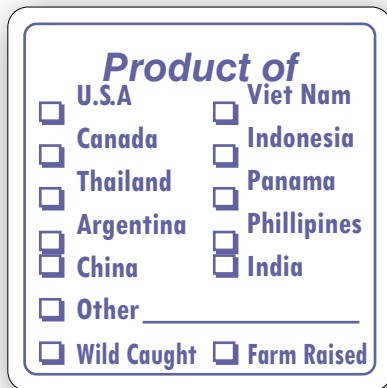 Product of
U.S.A Viet Nam
Canada Indonesia
Thailand Panama
Argentina Phillipines
China India
Other
Wild Caught Farm Raised